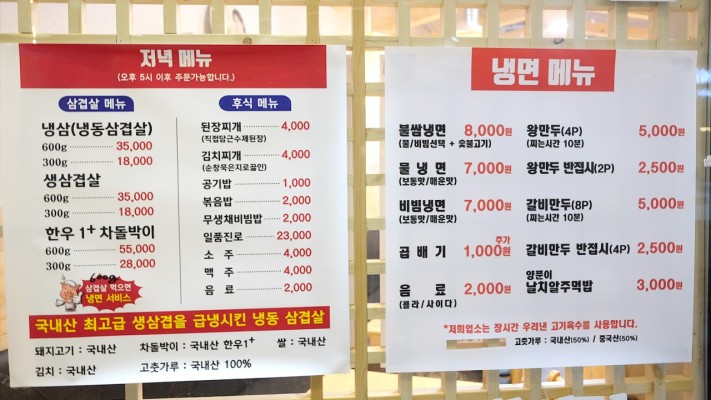 저녁 메뉴
(오후 5시 이후 주문가능합니다.)
삼겹살 메뉴
냉삼(냉동삼겹살)
600g 35,000
300g 18,000
생삼겹살
600g 35,000
300g 18,000
한우 1+ 차돌박이
600g 55,000
300g 28,000
600g
삼겹살 먹으면
냉면 서비스
후식 메뉴
된장찌개 4,000
(직접담근수제된장)
김치찌개 4,000
(순창묵은지로끓인)
공기밥 1,000
볶음밥 2,000
무생채비빔밥 2,000
일품진로 23,000
소 주 4,000
맥 주 4,000
음 료 2,000
국내산 최고급 생삼겹을 급냉시킨 냉동 삼겹살
돼지고기 : 국내산 차돌박이 : 국내산 한우1+ 쌀 : 국내산
김치 : 국내산 고춧가루 : 국내산 100%
냉면 메뉴
불쌈냉면 8,000원
(물/비빔선택 + 숯불고기)
물 냉 면 7,000원
(보통맛/매운맛)
비빔냉면 7,000원
(보통맛/매운맛)
곱 배 기 추가 1,000원
음 료 2,000원
(콜라/사이다)
왕만두(4P) 5,000원
(찌는시간 10분)
왕만두 반접시(2P) 2,500원
갈비만두(8P) 5,000원
(찌는시간 10분)
갈비만두 반접시(4P) 2,500원
양푼이
날치알주먹밥 3,000원
*저희업소는 장시간 우려낸 고기육수를 사용합니다.
고춧가루 : 국내산(50%) / 중국산(50%)